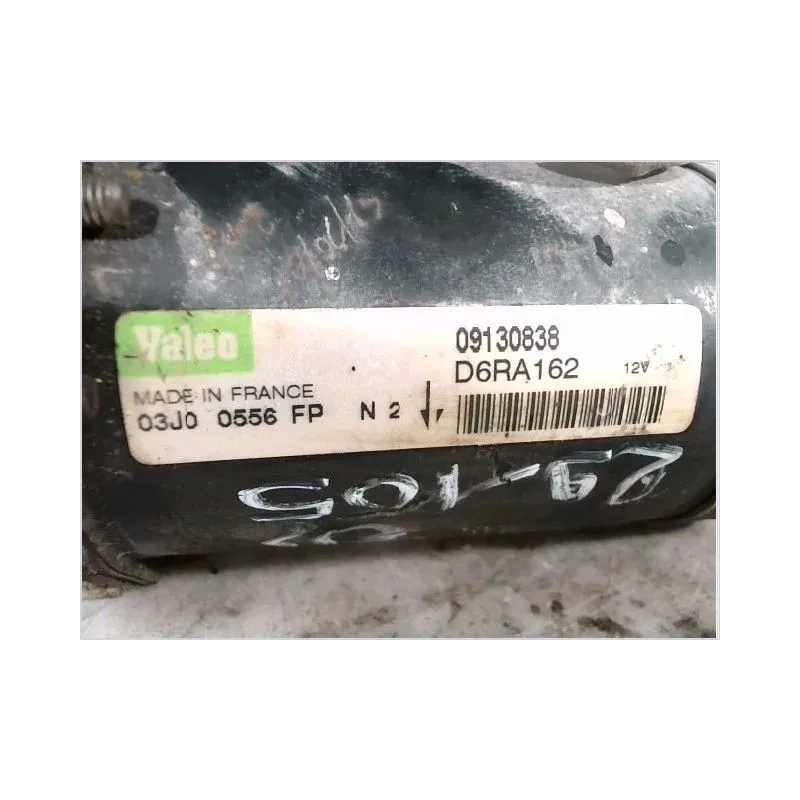 Valeo
09130838
D6RA162 12V
MADE IN FRANCE
03J0 0556 FP N 2